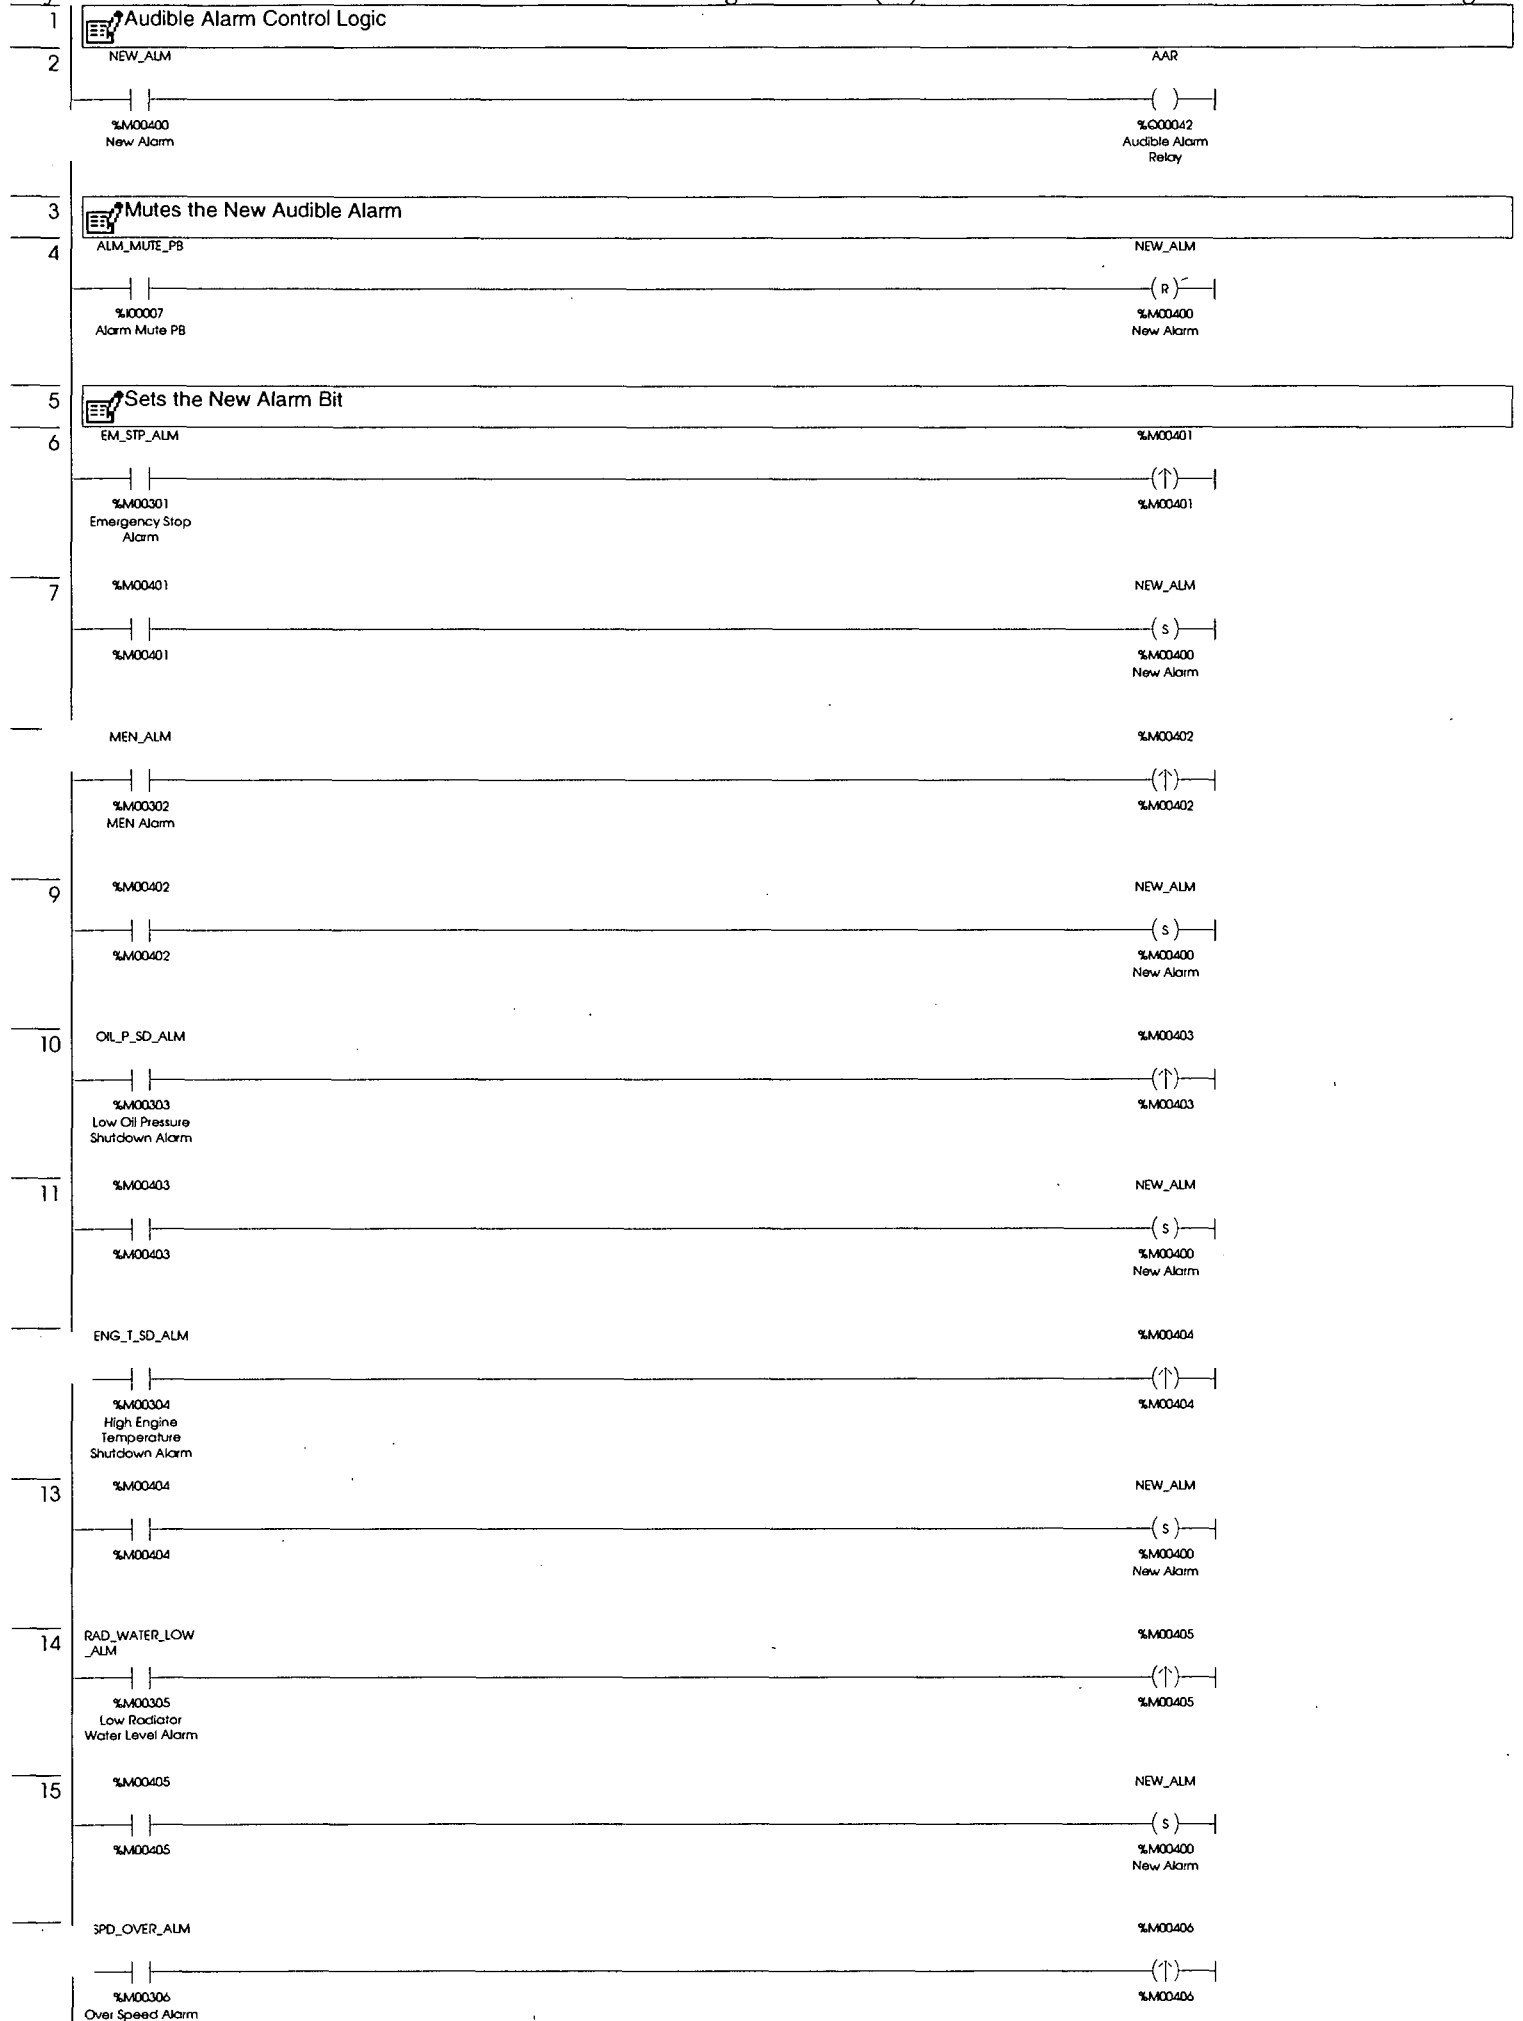 1 Audible Alarm Control Logic
2 NEW_ALM AAR
%M00400 %Q00042
New Alarm Audible Alarm
Relay
3 Mutes the New Audible Alarm
4 ALM_MUTE_PB NEW_ALM
R
%I00007 %M00400
Alarm Mute PB New Alarm
5 Sets the New Alarm Bit
6 EM_STP_ALM %M00401
%M00301 %M00401
Emergency Stop
Alarm
7 %M00401 NEW_ALM
S
%M00401 %M00400
New Alarm
MEN_ALM %M00402
%M00302 %M00402
MEN Alarm
9 %M00402 NEW_ALM
S
%M00402 %M00400
New Alarm
10 OIL_P_SD_ALM %M00403
%M00303 %M00403
Low Oil Pressure
Shutdown Alarm
11 %M00403 NEW_ALM
S
%M00403 %M00400
New Alarm
ENG_T_SD_ALM %M00404
%M00304 %M00404
High Engine
Temperature
Shutdown Alarm
13 %M00404 NEW_ALM
S
%M00404 %M00400
New Alarm
14 RAD_WATER_LOW %M00405
_ALM
%M00305 %M00405
Low Radiator
Water Level Alarm
15 %M00405 NEW_ALM
S
%M00405 %M00400
New Alarm
SPD_OVER_ALM %M00406
%M00306 %M00406
Over Speed Alarm